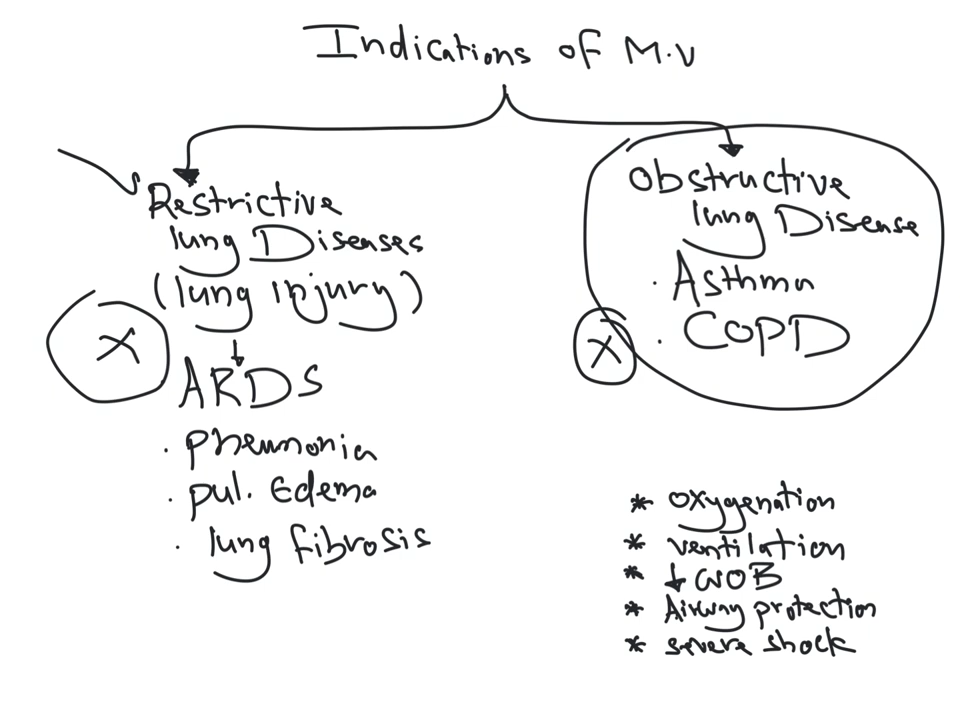 Indications of M.V
Restrictive
lung Diseases
(lung injury)
X
ARDS
. pneumonia
. pul. Edema
. lung fibrosis
Obstructive
lung Disease
. Asthma
. COPD
X
* oxygenation
* ventilation
* ↓ WOB
* Airway protection
* severe shock